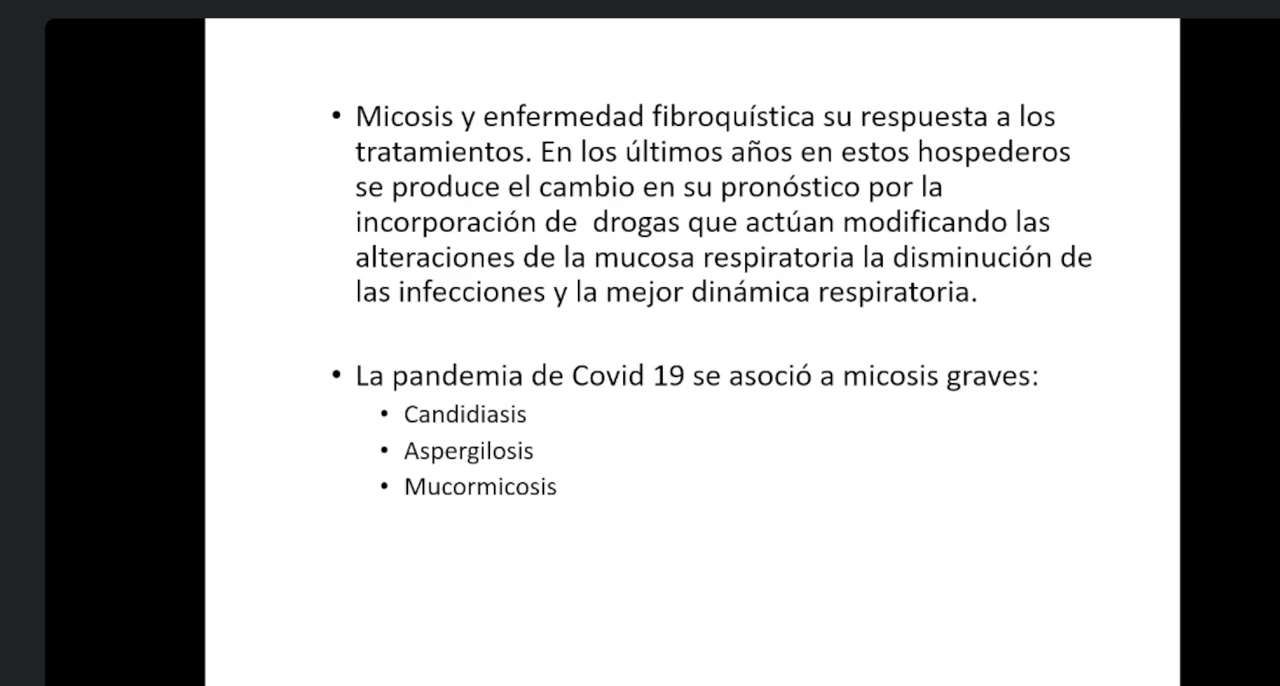 • Micosis y enfermedad fibroquística su respuesta a los
tratamientos. En los últimos años en estos hospederos
se produce el cambio en su pronóstico por la
incorporación de  drogas que actúan modificando las
alteraciones de la mucosa respiratoria la disminución de
las infecciones y la mejor dinámica respiratoria.
• La pandemia de Covid 19 se asoció a micosis graves:
• Candidiasis
• Aspergilosis
• Mucormicosis